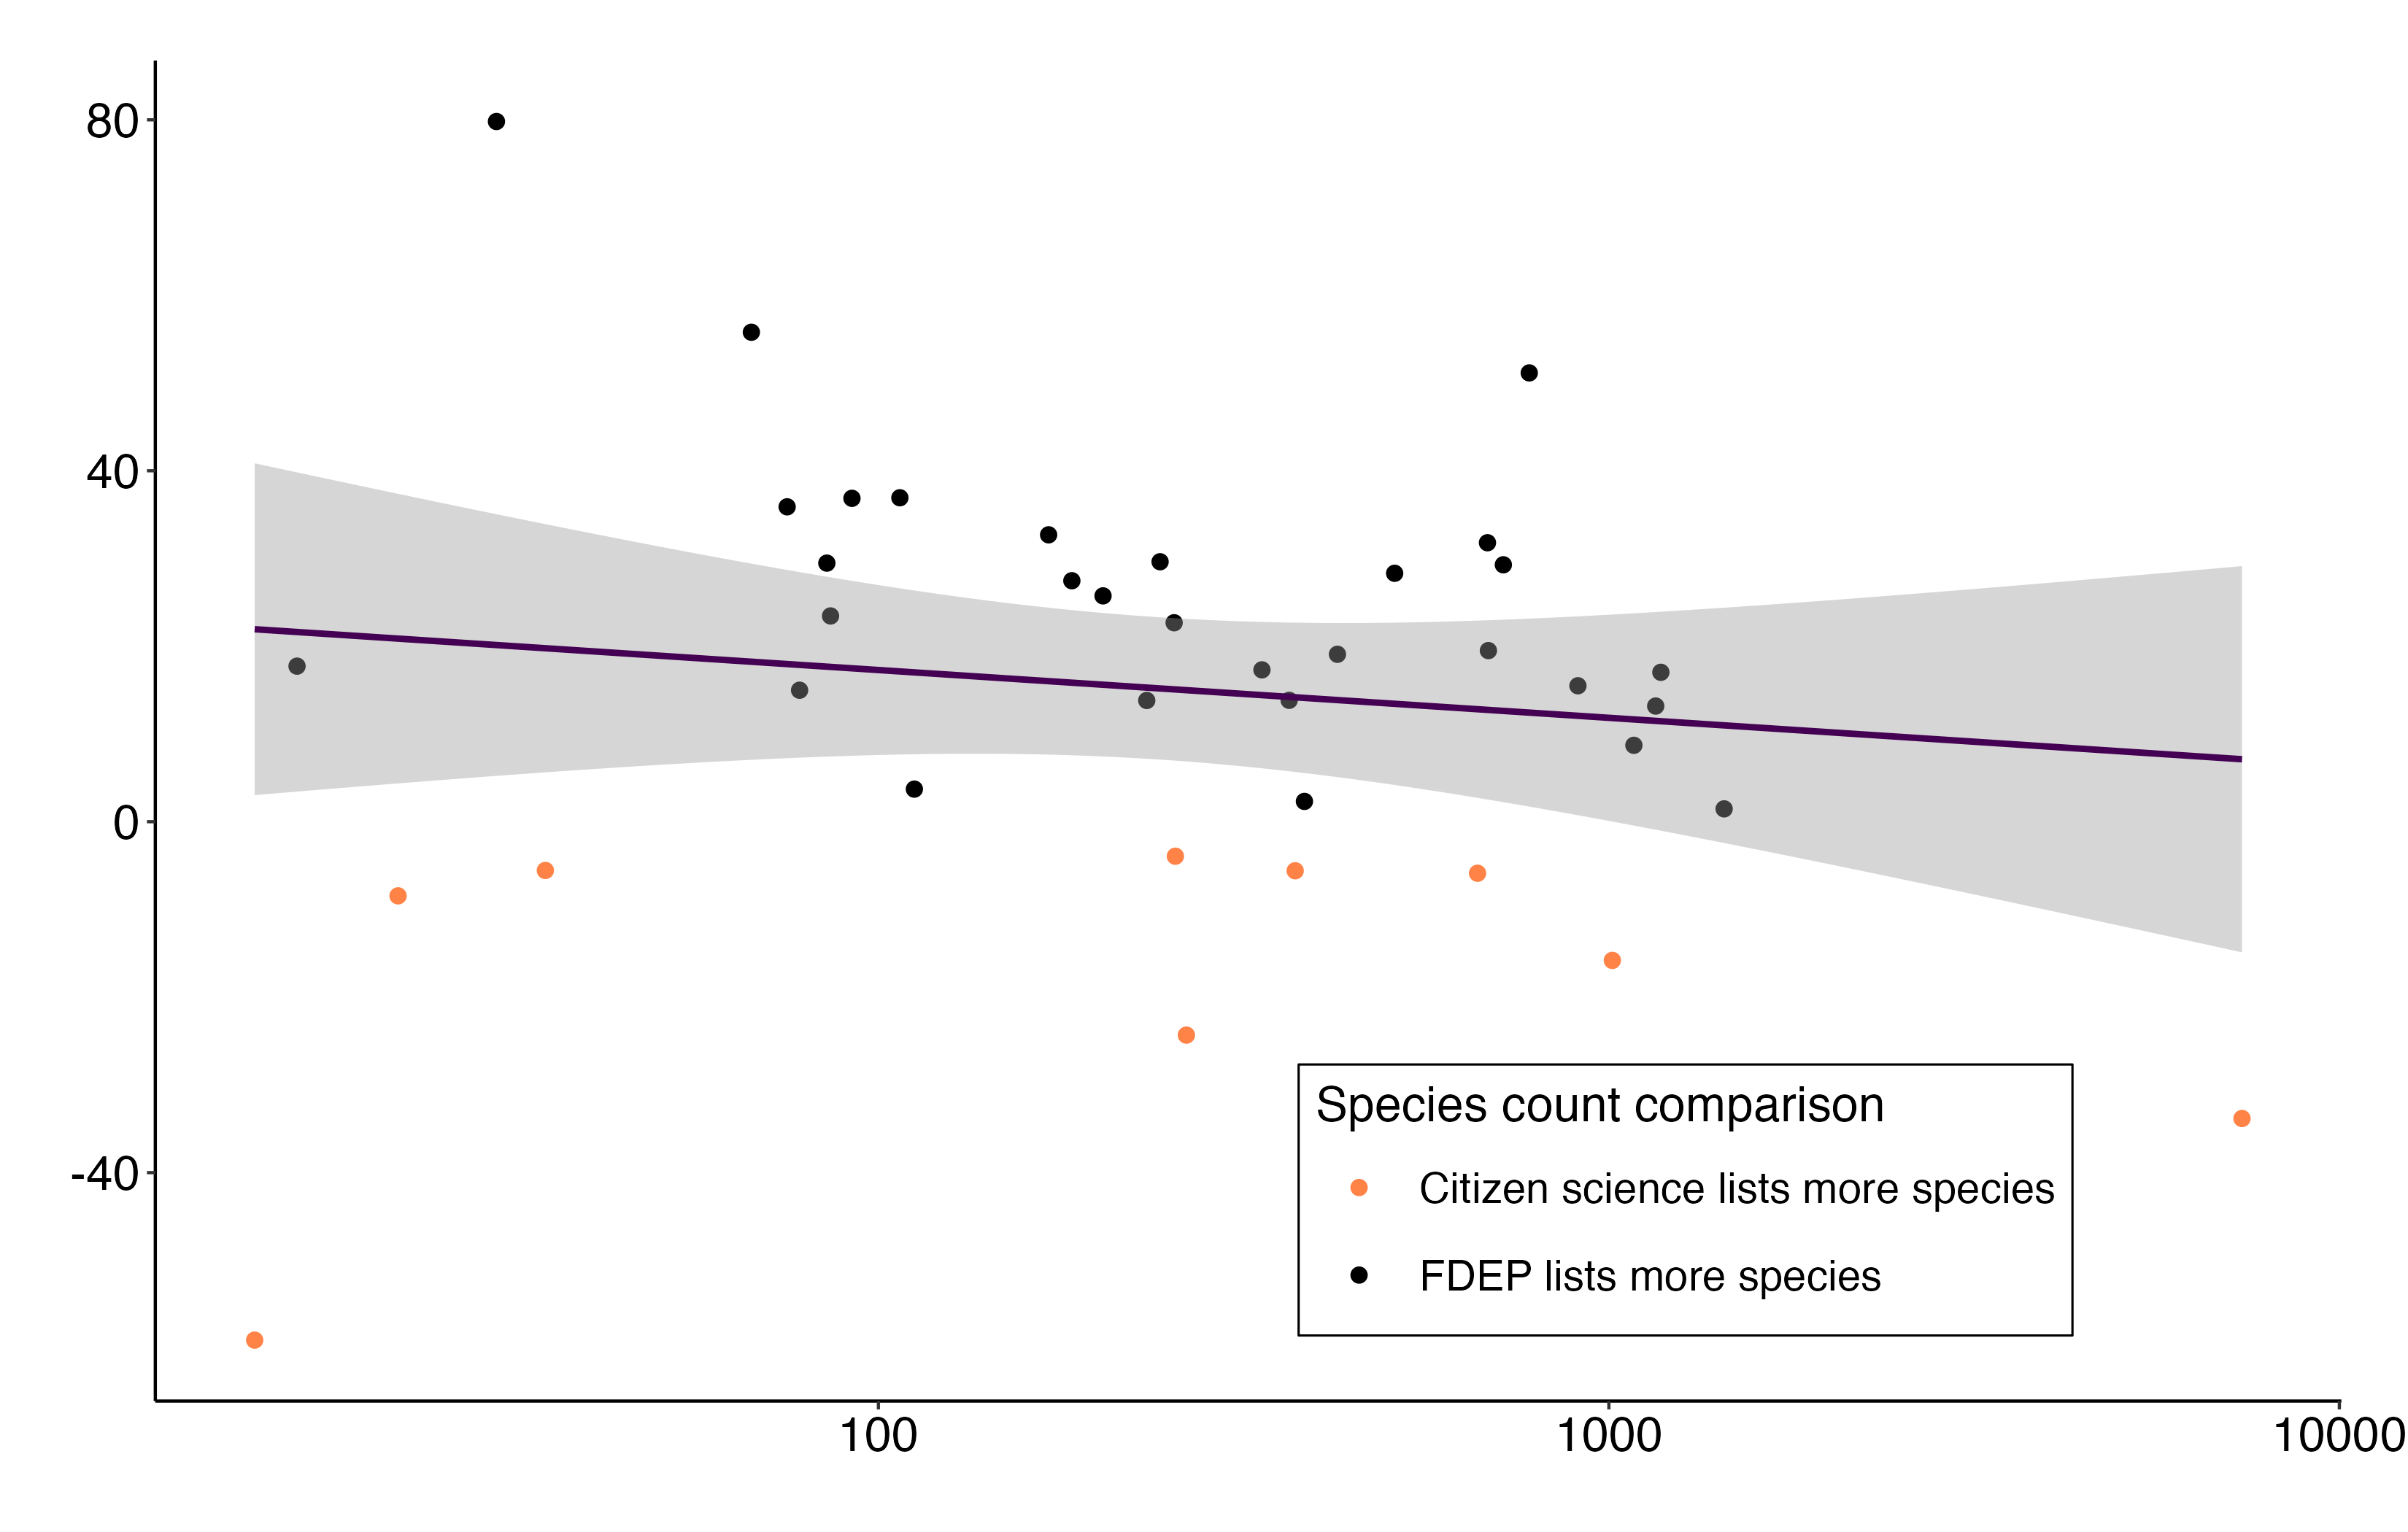 80
40
0
-40
Species count comparison
Citizen science lists more species
FDEP lists more species
100
1000
10000